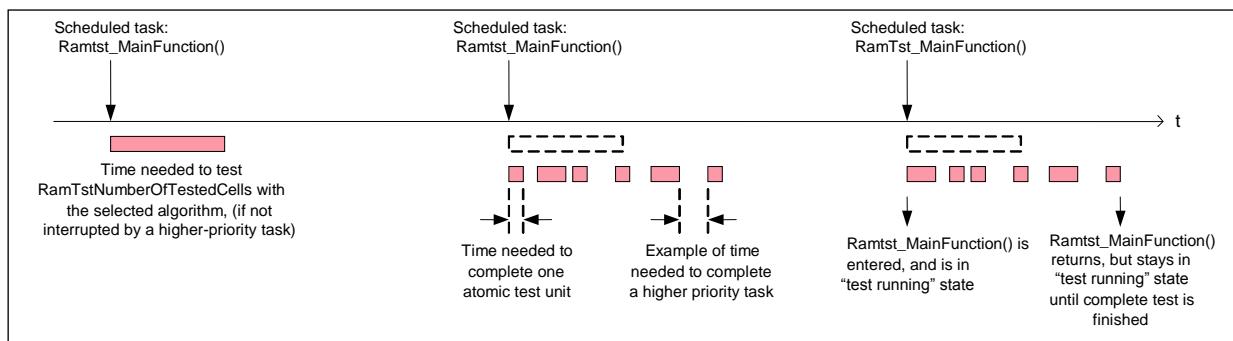 Scheduled task:
Ramtst_MainFunction()
Scheduled task:
Ramtst_MainFunction()
Scheduled task:
RamTst_MainFunction()
t
Time needed to test
RamTstNumberOfTestedCells with
the selected algorithm, (if not
interrupted by a higher-priority task)
Time needed to
complete one
atomic test unit
Example of time
needed to complete
a higher priority task
Ramtst_MainFunction() is
entered, and is in
“test running” state
Ramtst_MainFunction()
returns, but stays in
“test running” state
until complete test is
finished